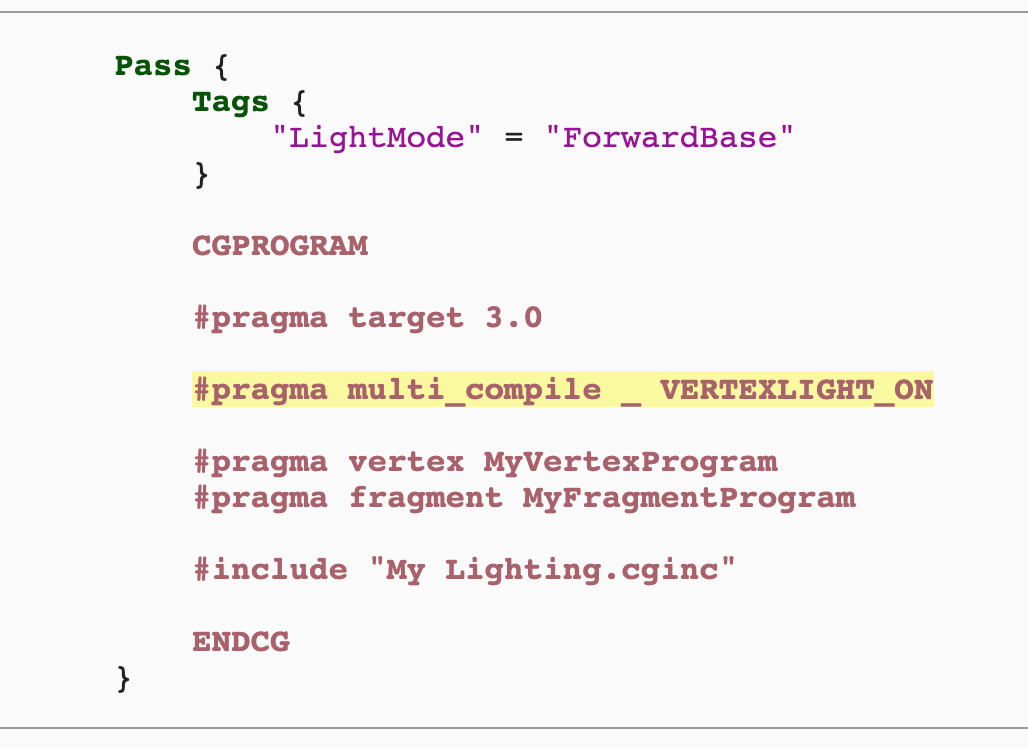 Pass {
Tags {
"LightMode" = "ForwardBase"
}
CGPROGRAM
#pragma target 3.0
#pragma multi_compile _ VERTEXLIGHT_ON
#pragma vertex MyVertexProgram
#pragma fragment MyFragmentProgram
#include "My Lighting.cginc"
ENDCG
}